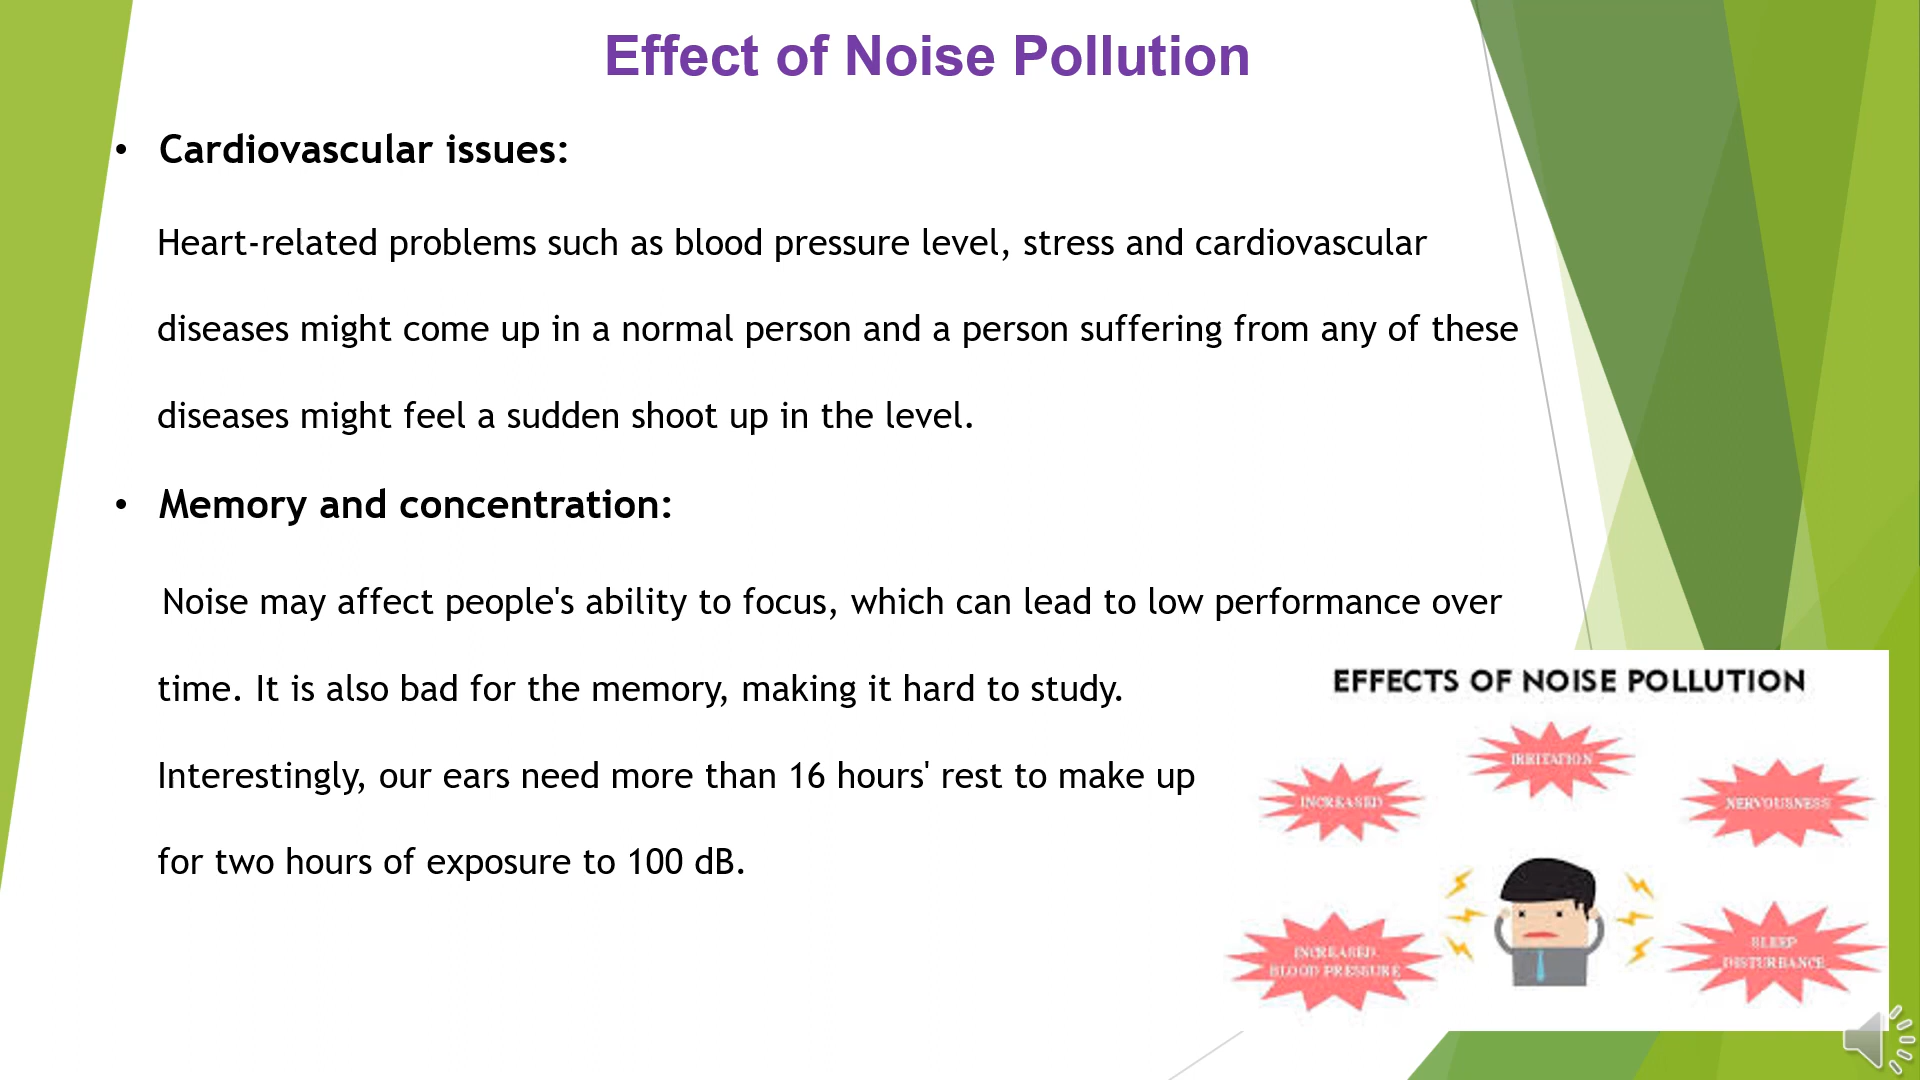 Effect of Noise Pollution
• Cardiovascular issues:
Heart-related problems such as blood pressure level, stress and cardiovascular
diseases might come up in a normal person and a person suffering from any of these
diseases might feel a sudden shoot up in the level.
• Memory and concentration:
Noise may affect people's ability to focus, which can lead to low performance over
time. It is also bad for the memory, making it hard to study.
Interestingly, our ears need more than 16 hours' rest to make up
for two hours of exposure to 100 dB.
EFFECTS OF NOISE POLLUTION
IRRITATION
INCREASED
NERVOUSNESS
INCREASED
BLOOD PRESSURE
SLEEP
DISTURBANCE